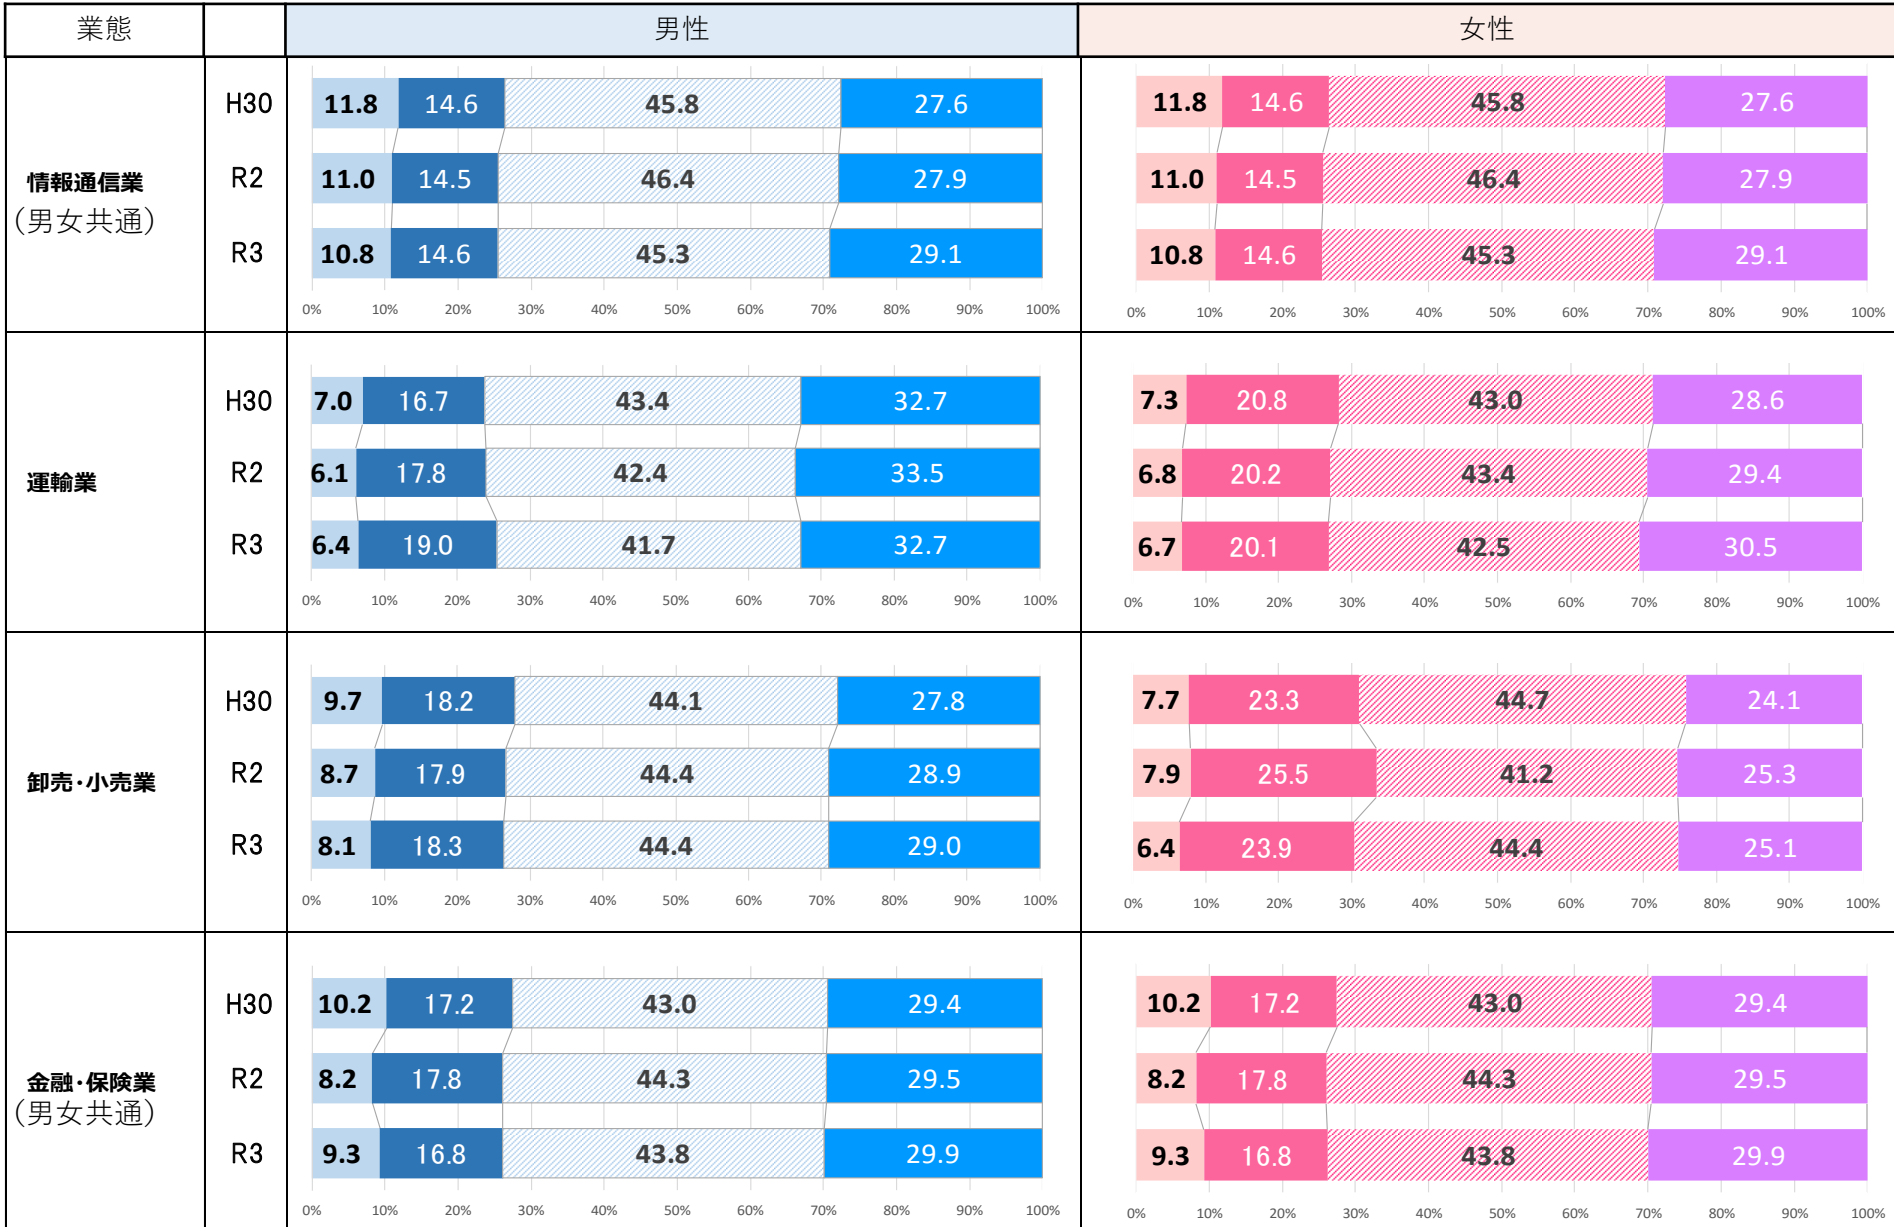 業態 男性 女性
H30 11.8 14.6 45.8 27.6 11.8 14.6 45.8 27.6
情報通信業
（男女共通）
R2 11.0 14.5 46.4 27.9 11.0 14.5 46.4 27.9
R3 10.8 14.6 45.3 29.1 10.8 14.6 45.3 29.1
0% 10% 20% 30% 40% 50% 60% 70% 80% 90% 100% 0% 10% 20% 30% 40% 50% 60% 70% 80% 90% 100%
H30 7.0 16.7 43.4 32.7 7.3 20.8 43.0 28.6
運輸業 R2 6.1 17.8 42.4 33.5 6.8 20.2 43.4 29.4
R3 6.4 19.0 41.7 32.7 6.7 20.1 42.5 30.5
0% 10% 20% 30% 40% 50% 60% 70% 80% 90% 100% 0% 10% 20% 30% 40% 50% 60% 70% 80% 90% 100%
H30 9.7 18.2 44.1 27.8 7.7 23.3 44.7 24.1
卸売・小売業 R2 8.7 17.9 44.4 28.9 7.9 25.5 41.2 25.3
R3 8.1 18.3 44.4 29.0 6.4 23.9 44.4 25.1
0% 10% 20% 30% 40% 50% 60% 70% 80% 90% 100% 0% 10% 20% 30% 40% 50% 60% 70% 80% 90% 100%
H30 10.2 17.2 43.0 29.4 10.2 17.2 43.0 29.4
金融・保険業
（男女共通）
R2 8.2 17.8 44.3 29.5 8.2 17.8 44.3 29.5
R3 9.3 16.8 43.8 29.9 9.3 16.8 43.8 29.9
0% 10% 20% 30% 40% 50% 60% 70% 80% 90% 100% 0% 10% 20% 30% 40% 50% 60% 70% 80% 90% 100%